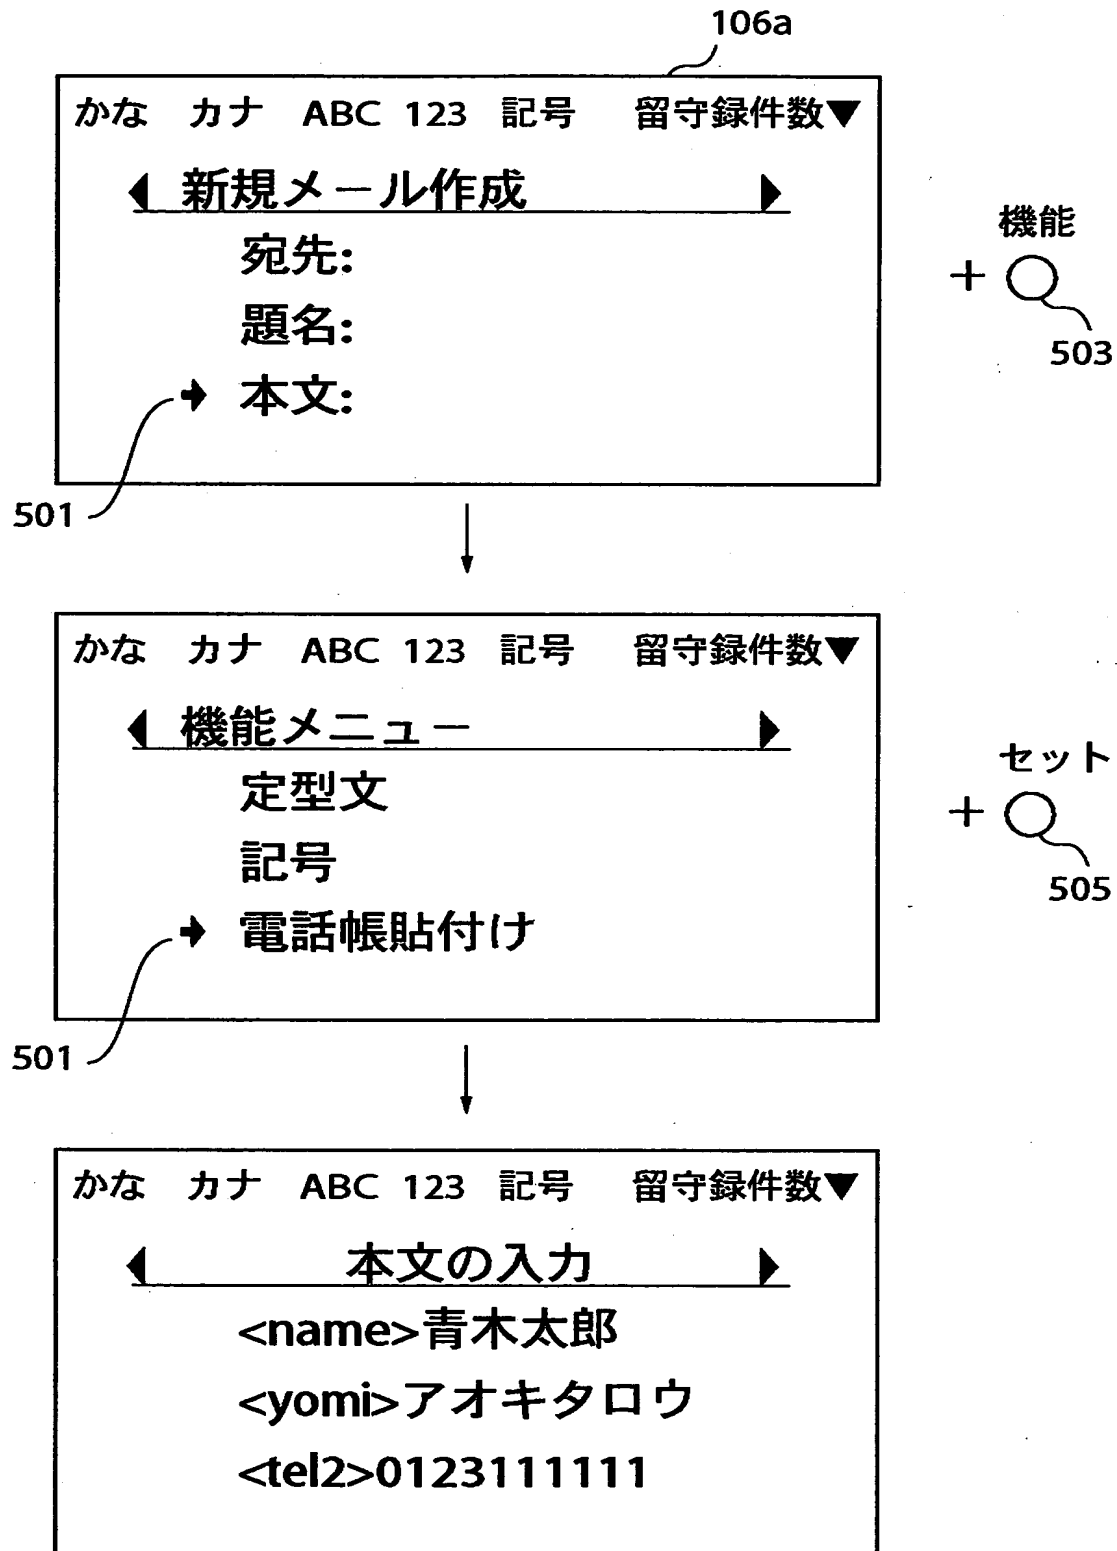 106a
かな カナ ABC 123 記号 留守録件数▼
◀ 新規メール作成 ▶
宛先:
題名:
→ 本文:
機能
+ ○
503
501
かな カナ ABC 123 記号 留守録件数▼
◀ 機能メニュー ▶
定型文
記号
→ 電話帳貼付け
セット
+ ○
505
501
かな カナ ABC 123 記号 留守録件数▼
◀ 本文の入力 ▶
<name>青木太郎
<yomi>アオキタロウ
<tel2>0123111111